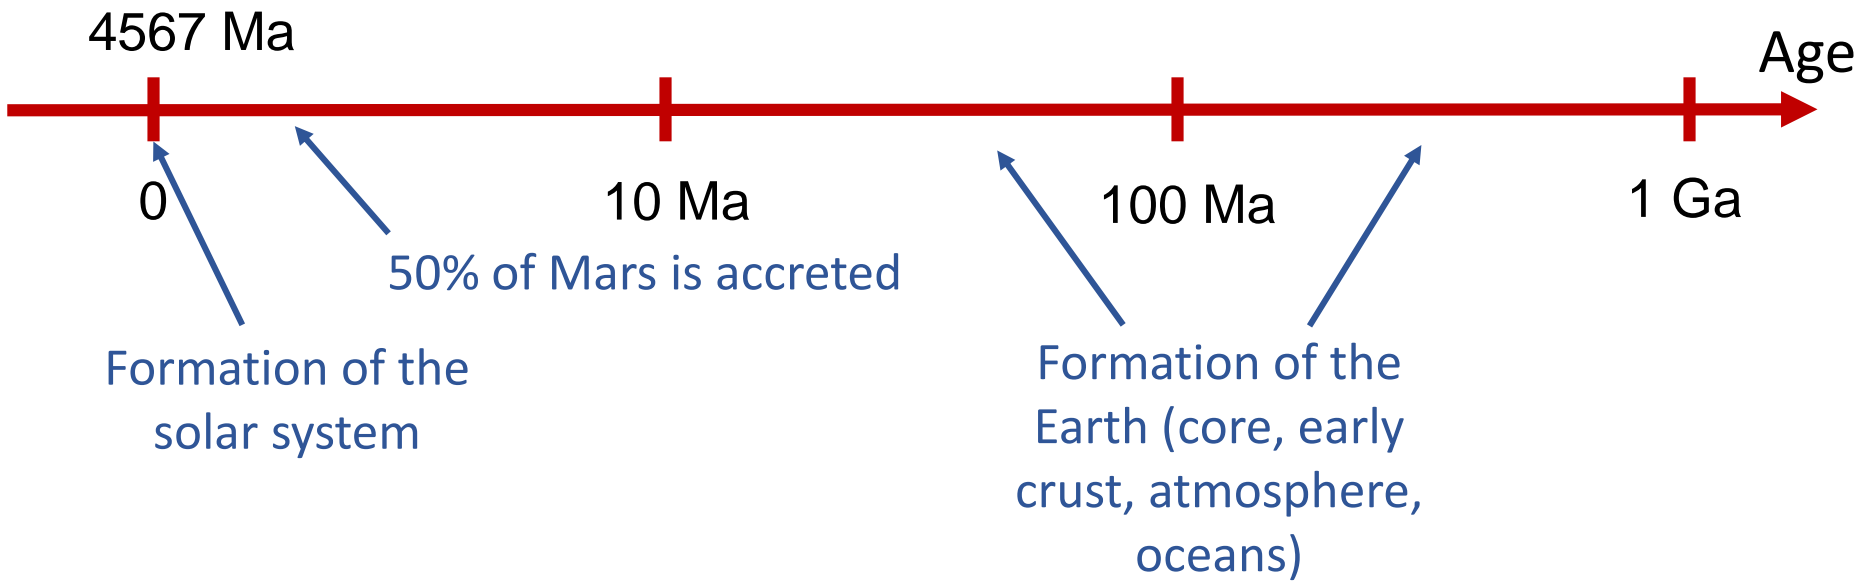 4567 Ma
Age
0
10 Ma
100 Ma
1 Ga
50% of Mars is accreted
Formation of the
solar system
Formation of the
Earth (core, early
crust, atmosphere,
oceans)